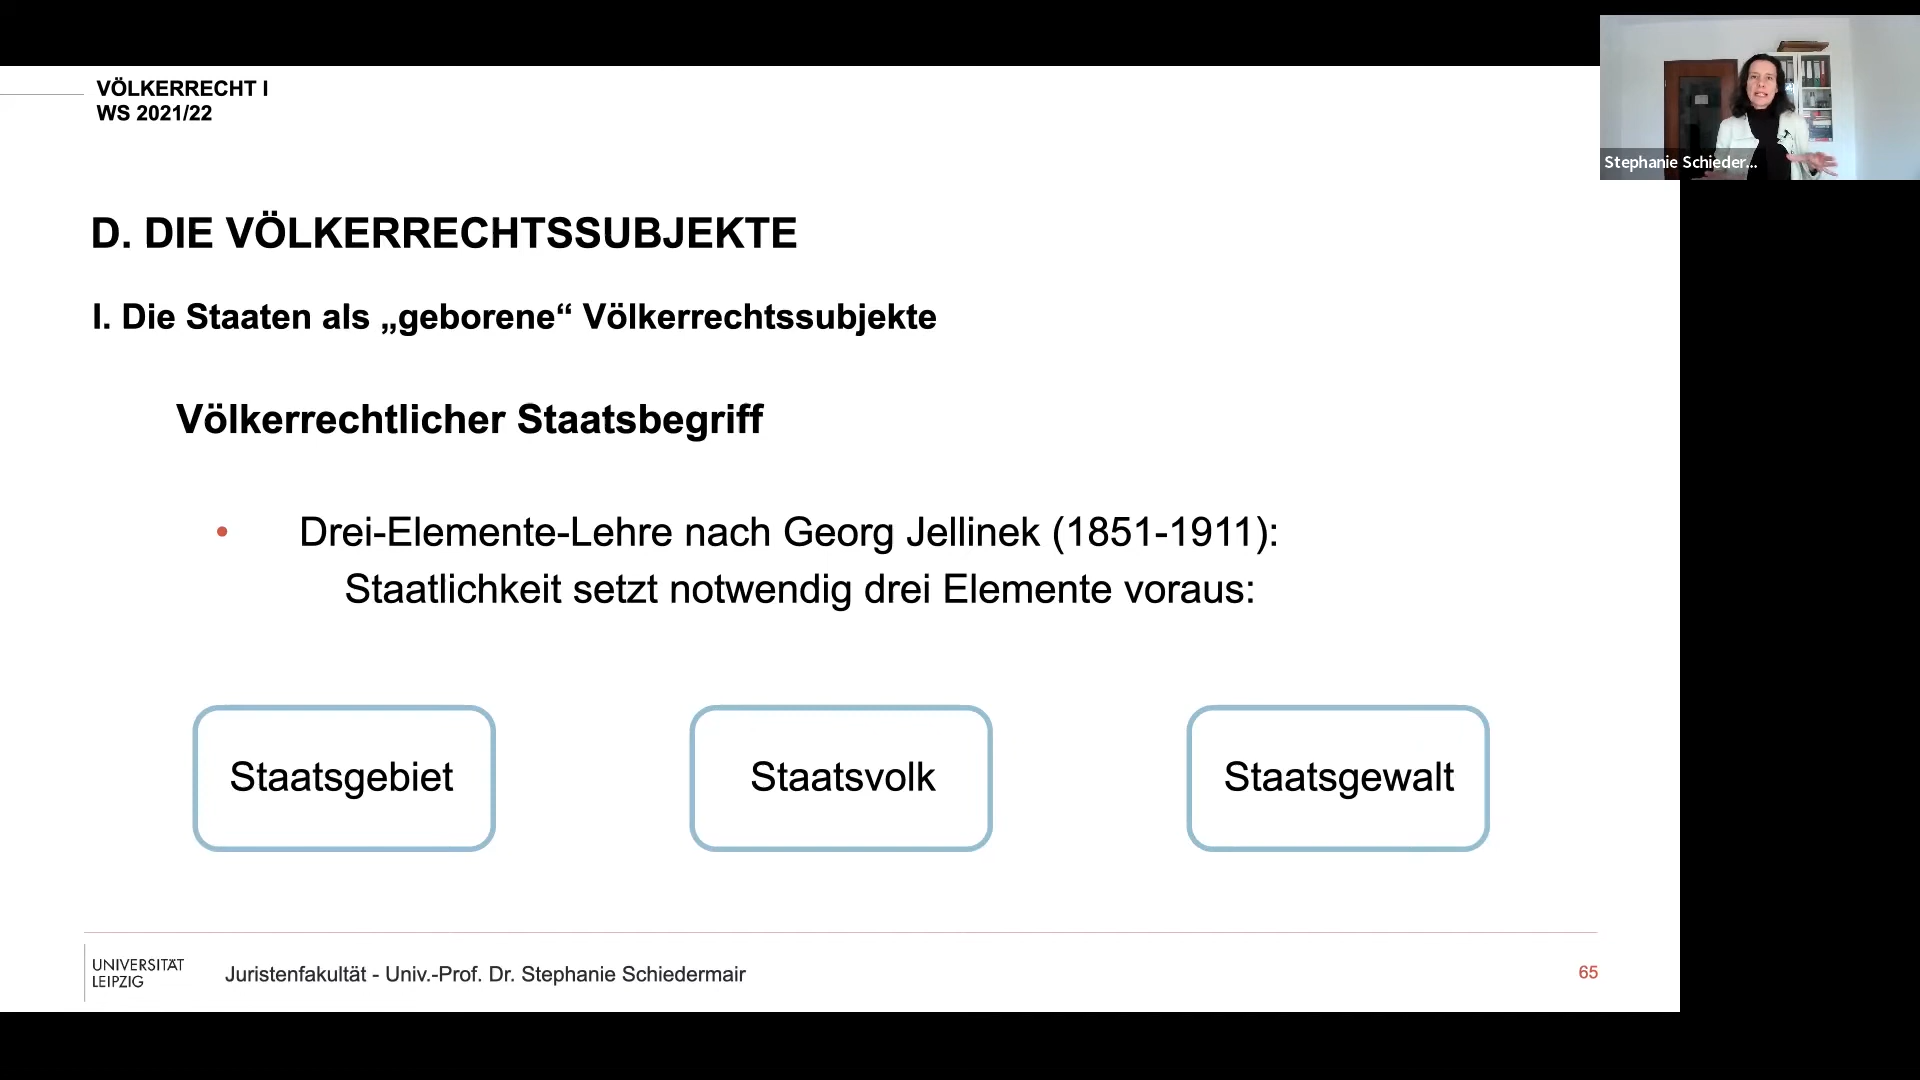 VÖLKERRECHT I
WS 2021/22
Stephanie Schieder...
D. DIE VÖLKERRECHTSSUBJEKTE
I. Die Staaten als „geborene“ Völkerrechtssubjekte
Völkerrechtlicher Staatsbegriff
• Drei-Elemente-Lehre nach Georg Jellinek (1851-1911):
Staatlichkeit setzt notwendig drei Elemente voraus:
Staatsgebiet
Staatsvolk
Staatsgewalt
UNIVERSITÄT
LEIPZIG
Juristenfakultät - Univ.-Prof. Dr. Stephanie Schiedermair
65